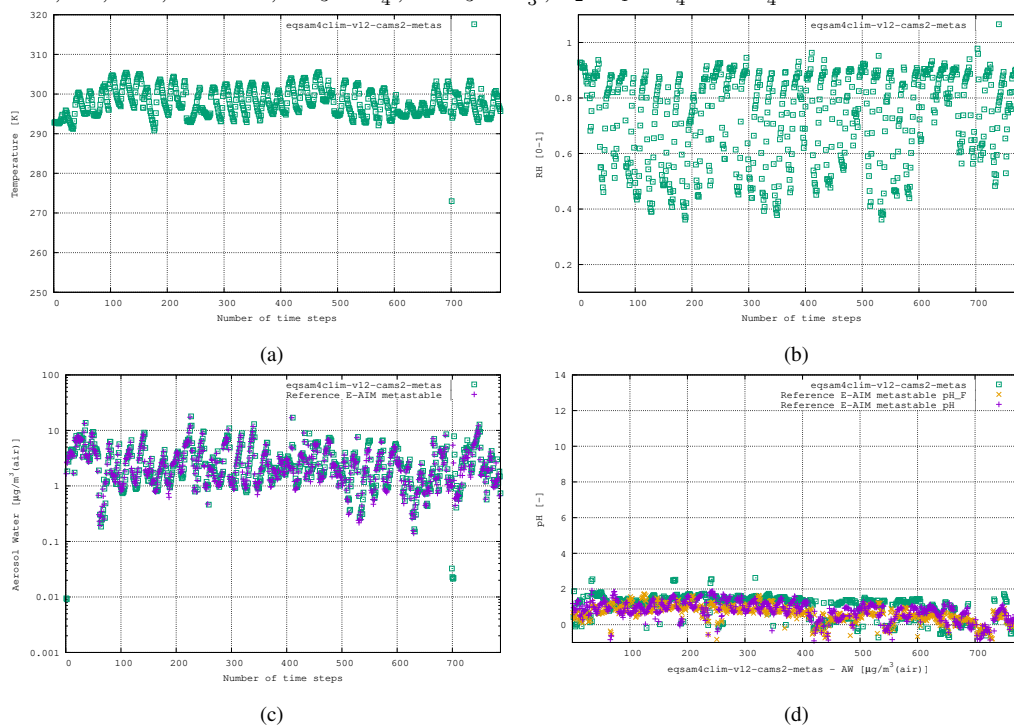 eqsam4clim-v12-cams2-metas
320
310
300
290
280
270
260
250
Temperature [K]
0 100 200 300 400 500 600 700
Number of time steps
(a)
eqsam4clim-v12-cams2-metas
1
0.8
0.6
0.4
0.2
RH [0-1]
0 100 200 300 400 500 600 700
Number of time steps
(b)
eqsam4clim-v12-cams2-metas
Reference E-AIM metastable
100
10
1
0.1
0.01
0.001
Aerosol Water [μg/m³(air)]
0 100 200 300 400 500 600 700
Number of time steps
(c)
eqsam4clim-v12-cams2-metas
Reference E-AIM metastable pH_F
Reference E-AIM metastable pH
14
12
10
8
6
4
2
0
pH [-]
100 200 300 400 500 600 700
eqsam4clim-v12-cams2-metas - AW [μg/m³(air)]
(d)